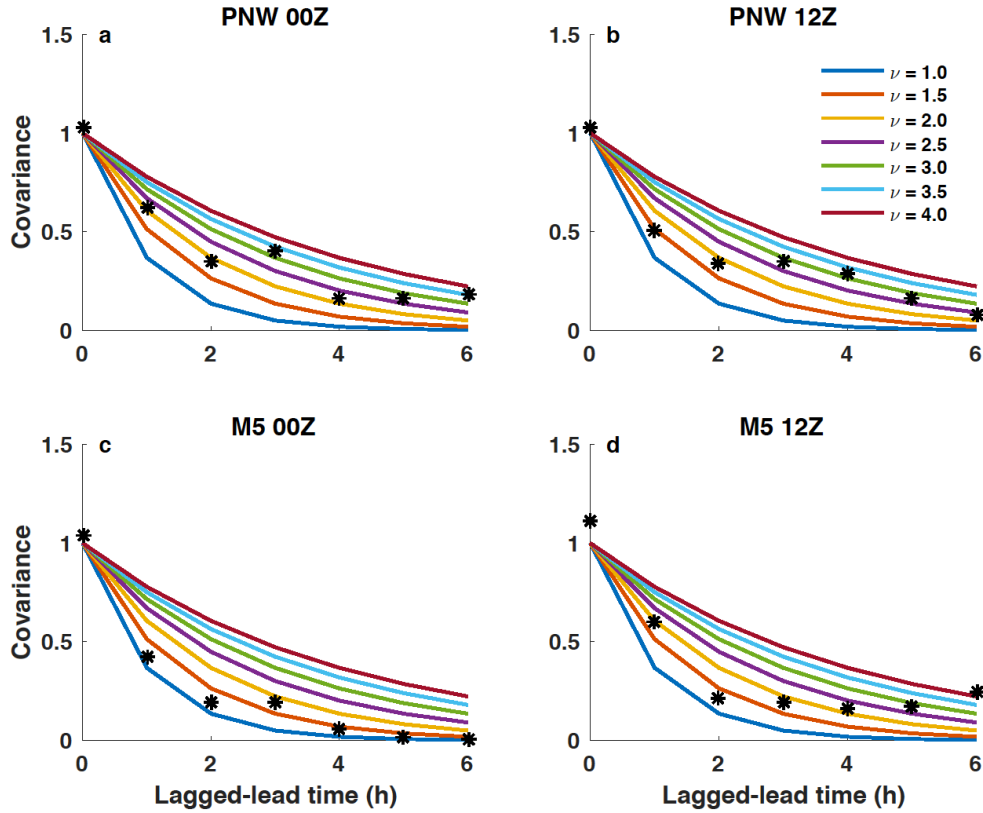 PNW 00Z
a
1.5
1
0.5
0
Covariance
0 2 4 6
PNW 12Z
b
1.5
1
0.5
0
0 2 4 6
ν = 1.0
ν = 1.5
ν = 2.0
ν = 2.5
ν = 3.0
ν = 3.5
ν = 4.0
M5 00Z
c
1.5
1
0.5
0
Covariance
0 2 4 6
Lagged-lead time (h)
M5 12Z
d
1.5
1
0.5
0
0 2 4 6
Lagged-lead time (h)